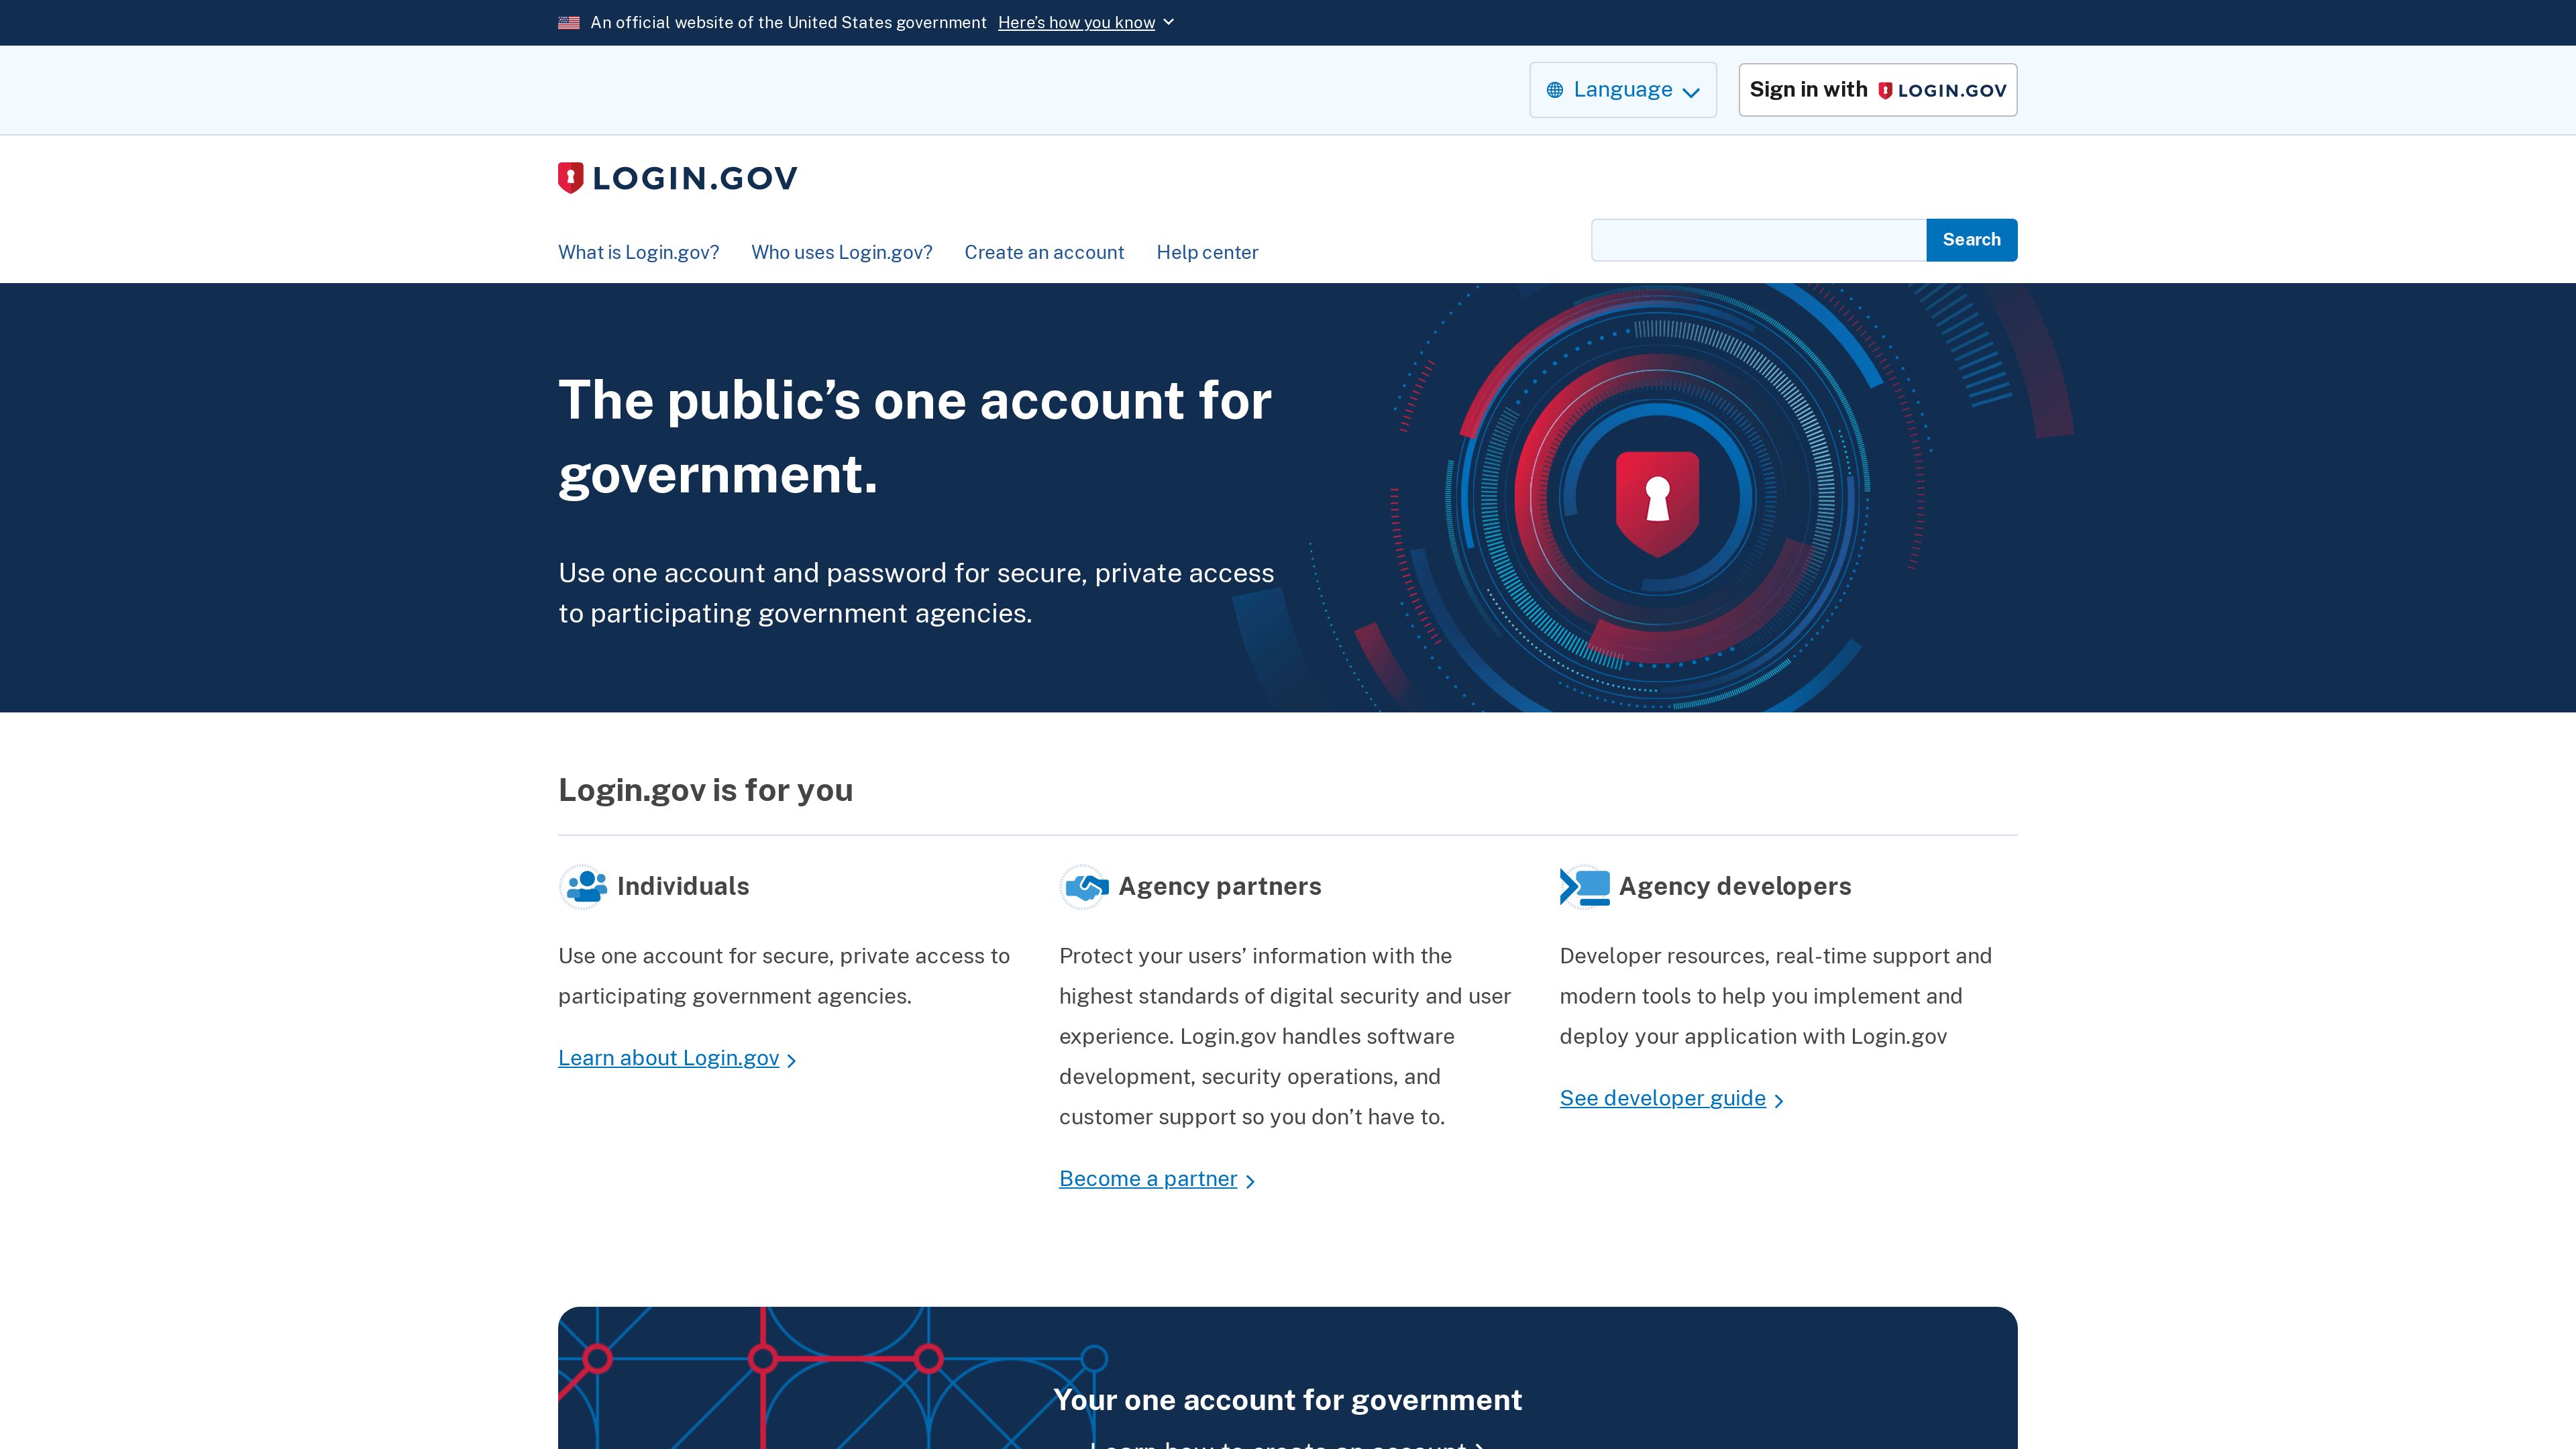 An official website of the United States government Here's how you know
Language
Sign in with LOGIN.GOV
LOGIN.GOV
What is Login.gov? Who uses Login.gov? Create an account Help center
Search
The public’s one account for
government.
Use one account and password for secure, private access
to participating government agencies.
Login.gov is for you
Individuals
Use one account for secure, private access to
participating government agencies.
Learn about Login.gov
Agency partners
Protect your users’ information with the
highest standards of digital security and user
experience. Login.gov handles software
development, security operations, and
customer support so you don’t have to.
Become a partner
Agency developers
Developer resources, real-time support and
modern tools to help you implement and
deploy your application with Login.gov
See developer guide
Your one account for government
Learn how to create an account